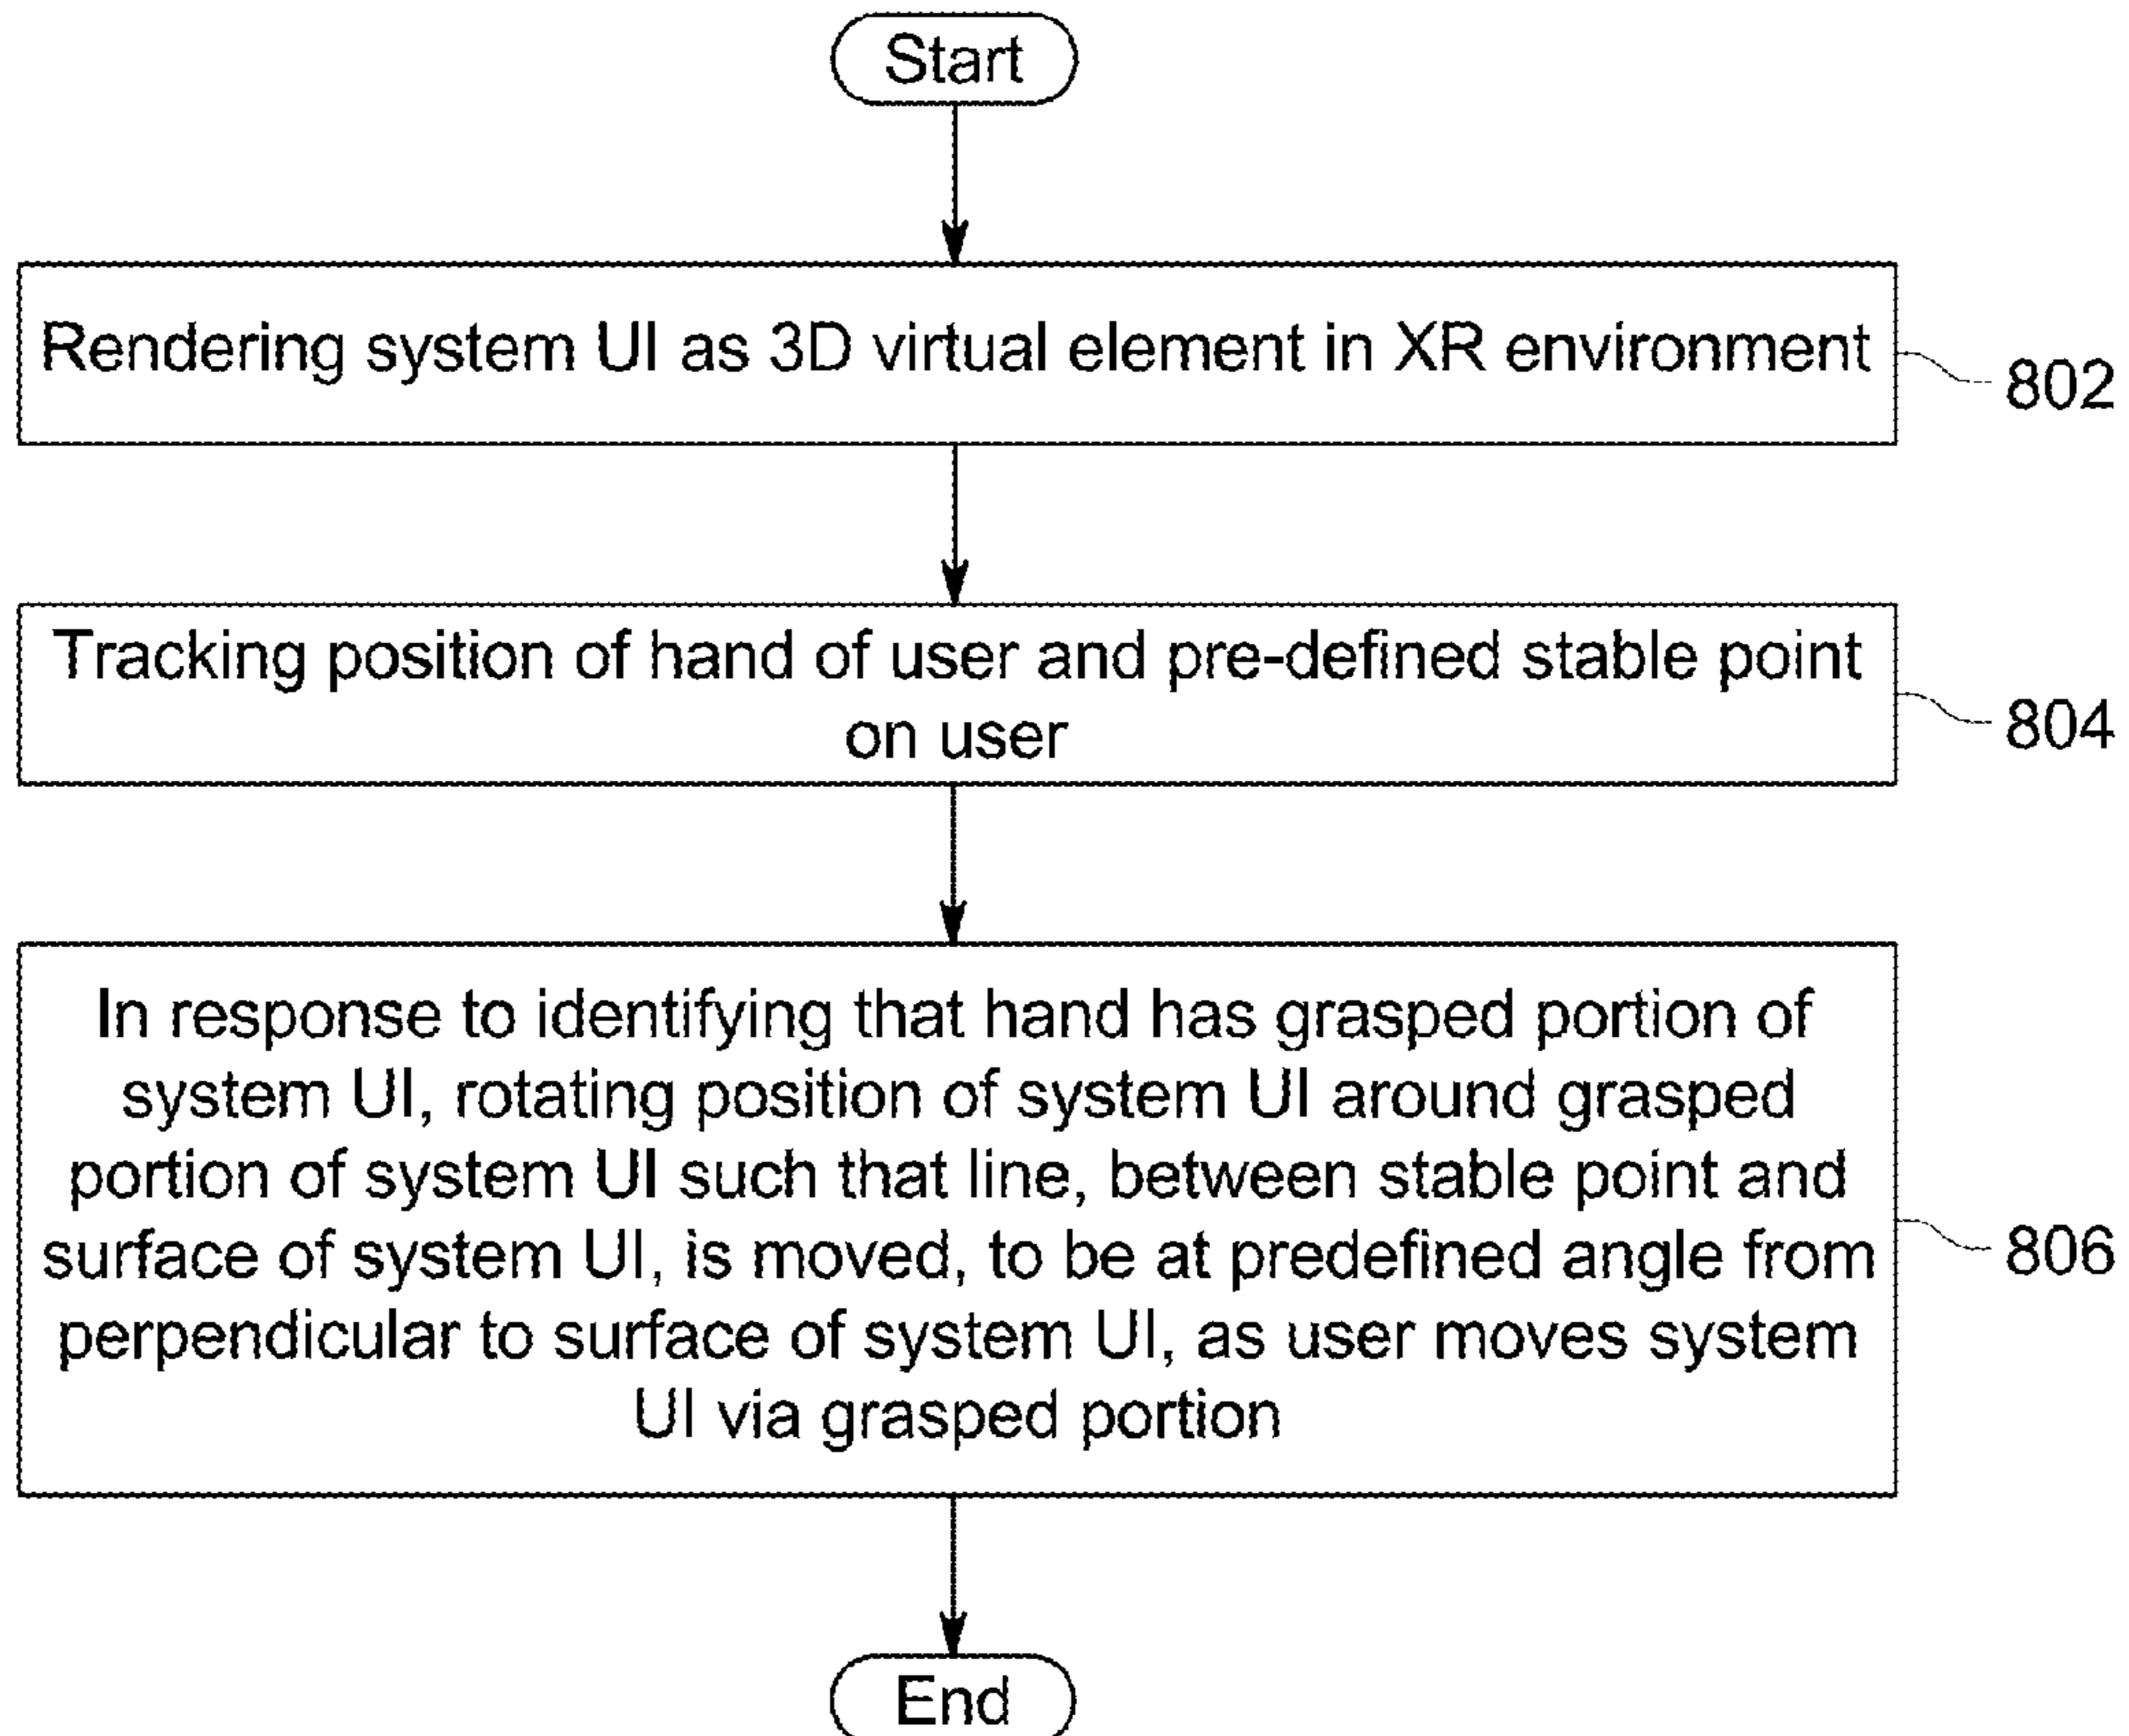 Start
Rendering system UI as 3D virtual element in XR environment
802
Tracking position of hand of user and pre-defined stable point
on user
804
In response to identifying that hand has grasped portion of
system UI, rotating position of system UI around grasped
portion of system UI such that line, between stable point and
surface of system UI, is moved, to be at predefined angle from
perpendicular to surface of system UI, as user moves system
UI via grasped portion
806
End